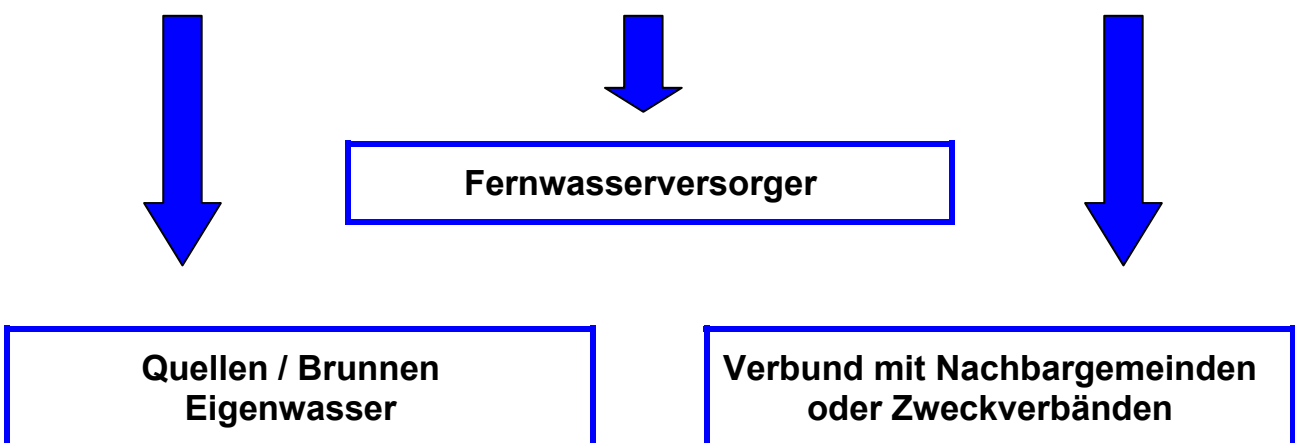 Fernwasserversorger
Quellen / Brunnen
Eigenwasser
Verbund mit Nachbargemeinden
oder Zweckverbänden